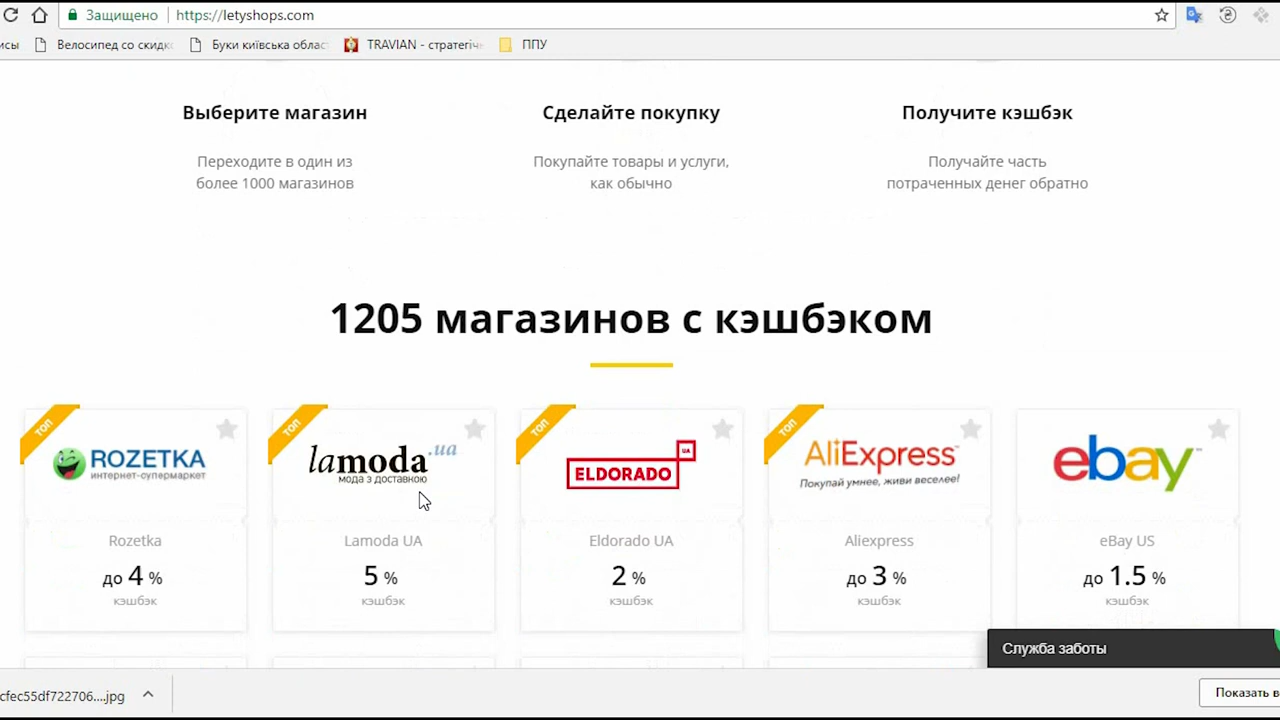 Защищено
https://letyshops.com
Велосипед со скидк
Буки київська облас
TRAVIAN - стратегіч
ППУ
Выберите магазин
Сделайте покупку
Получите кэшбэк
Переходите в один из
более 1000 магазинов
Покупайте товары и услуги,
как обычно
Получайте часть
потраченных денег обратно
1205 магазинов с кэшбэком
ТОП
ROZETKA
интернет-супермаркет
Rozetka
до 4 %
кэшбэк
ТОП
lamoda.ua
мода з доставкою
Lamoda UA
5 %
кэшбэк
ТОП
ELDORADO
UA
Eldorado UA
2 %
кэшбэк
ТОП
AliExpress™
Покупай умнее, живи веселее!
Aliexpress
до 3 %
кэшбэк
ebay™
eBay US
до 1.5 %
кэшбэк
Служба заботы
cfec55df722706....jpg
Показать в